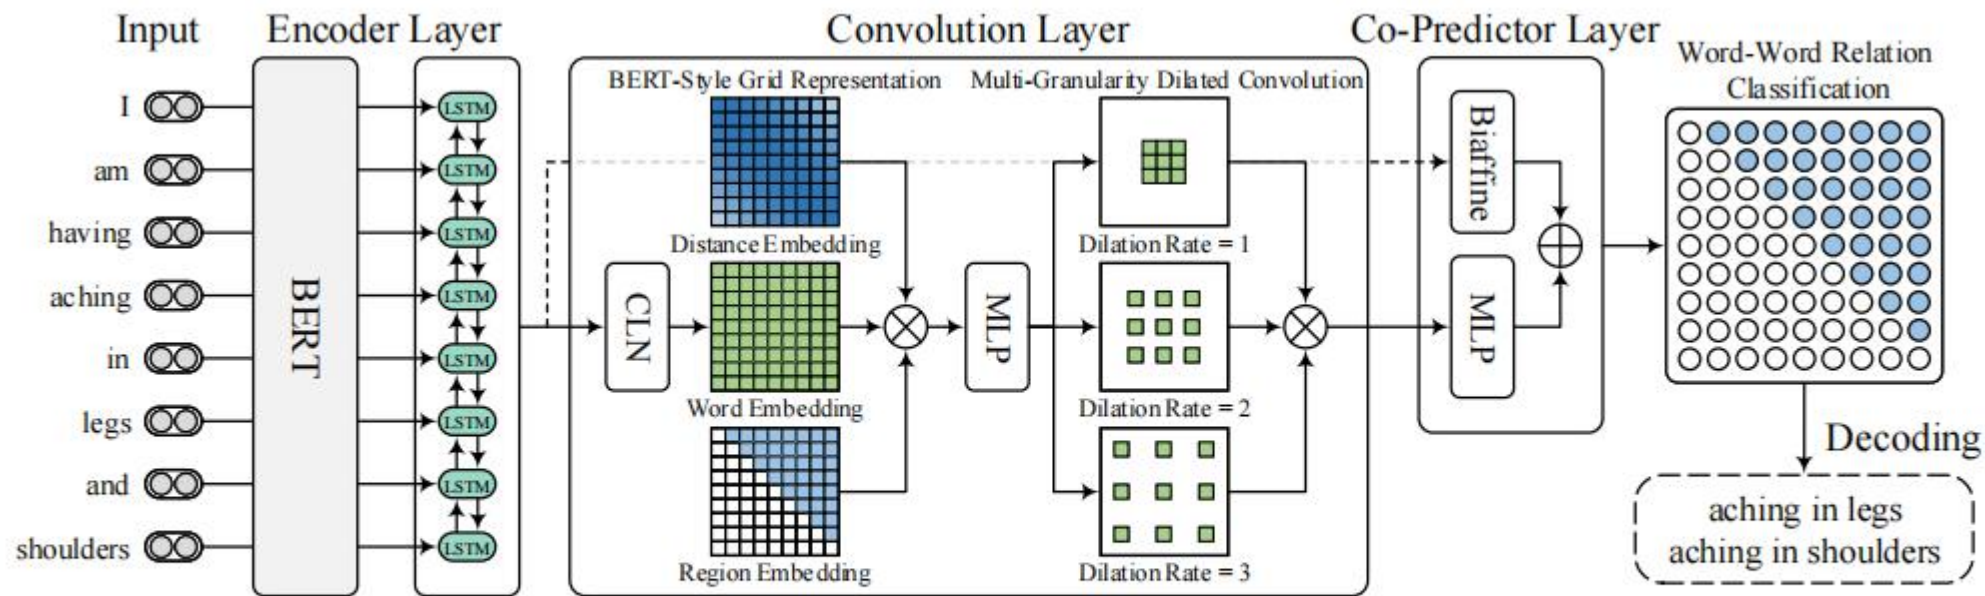 Input
Encoder Layer
Convolution Layer
Co-Predictor Layer
Word-Word Relation
Classification
I
am
having
aching
in
legs
and
shoulders
BERT
LSTM
LSTM
LSTM
LSTM
LSTM
LSTM
LSTM
LSTM
BERT-Style Grid Representation
Multi-Granularity Dilated Convolution
CLN
Distance Embedding
Word Embedding
Region Embedding
MLP
Dilation Rate = 1
Dilation Rate = 2
Dilation Rate = 3
Biaffine
MLP
Decoding
aching in legs
aching in shoulders